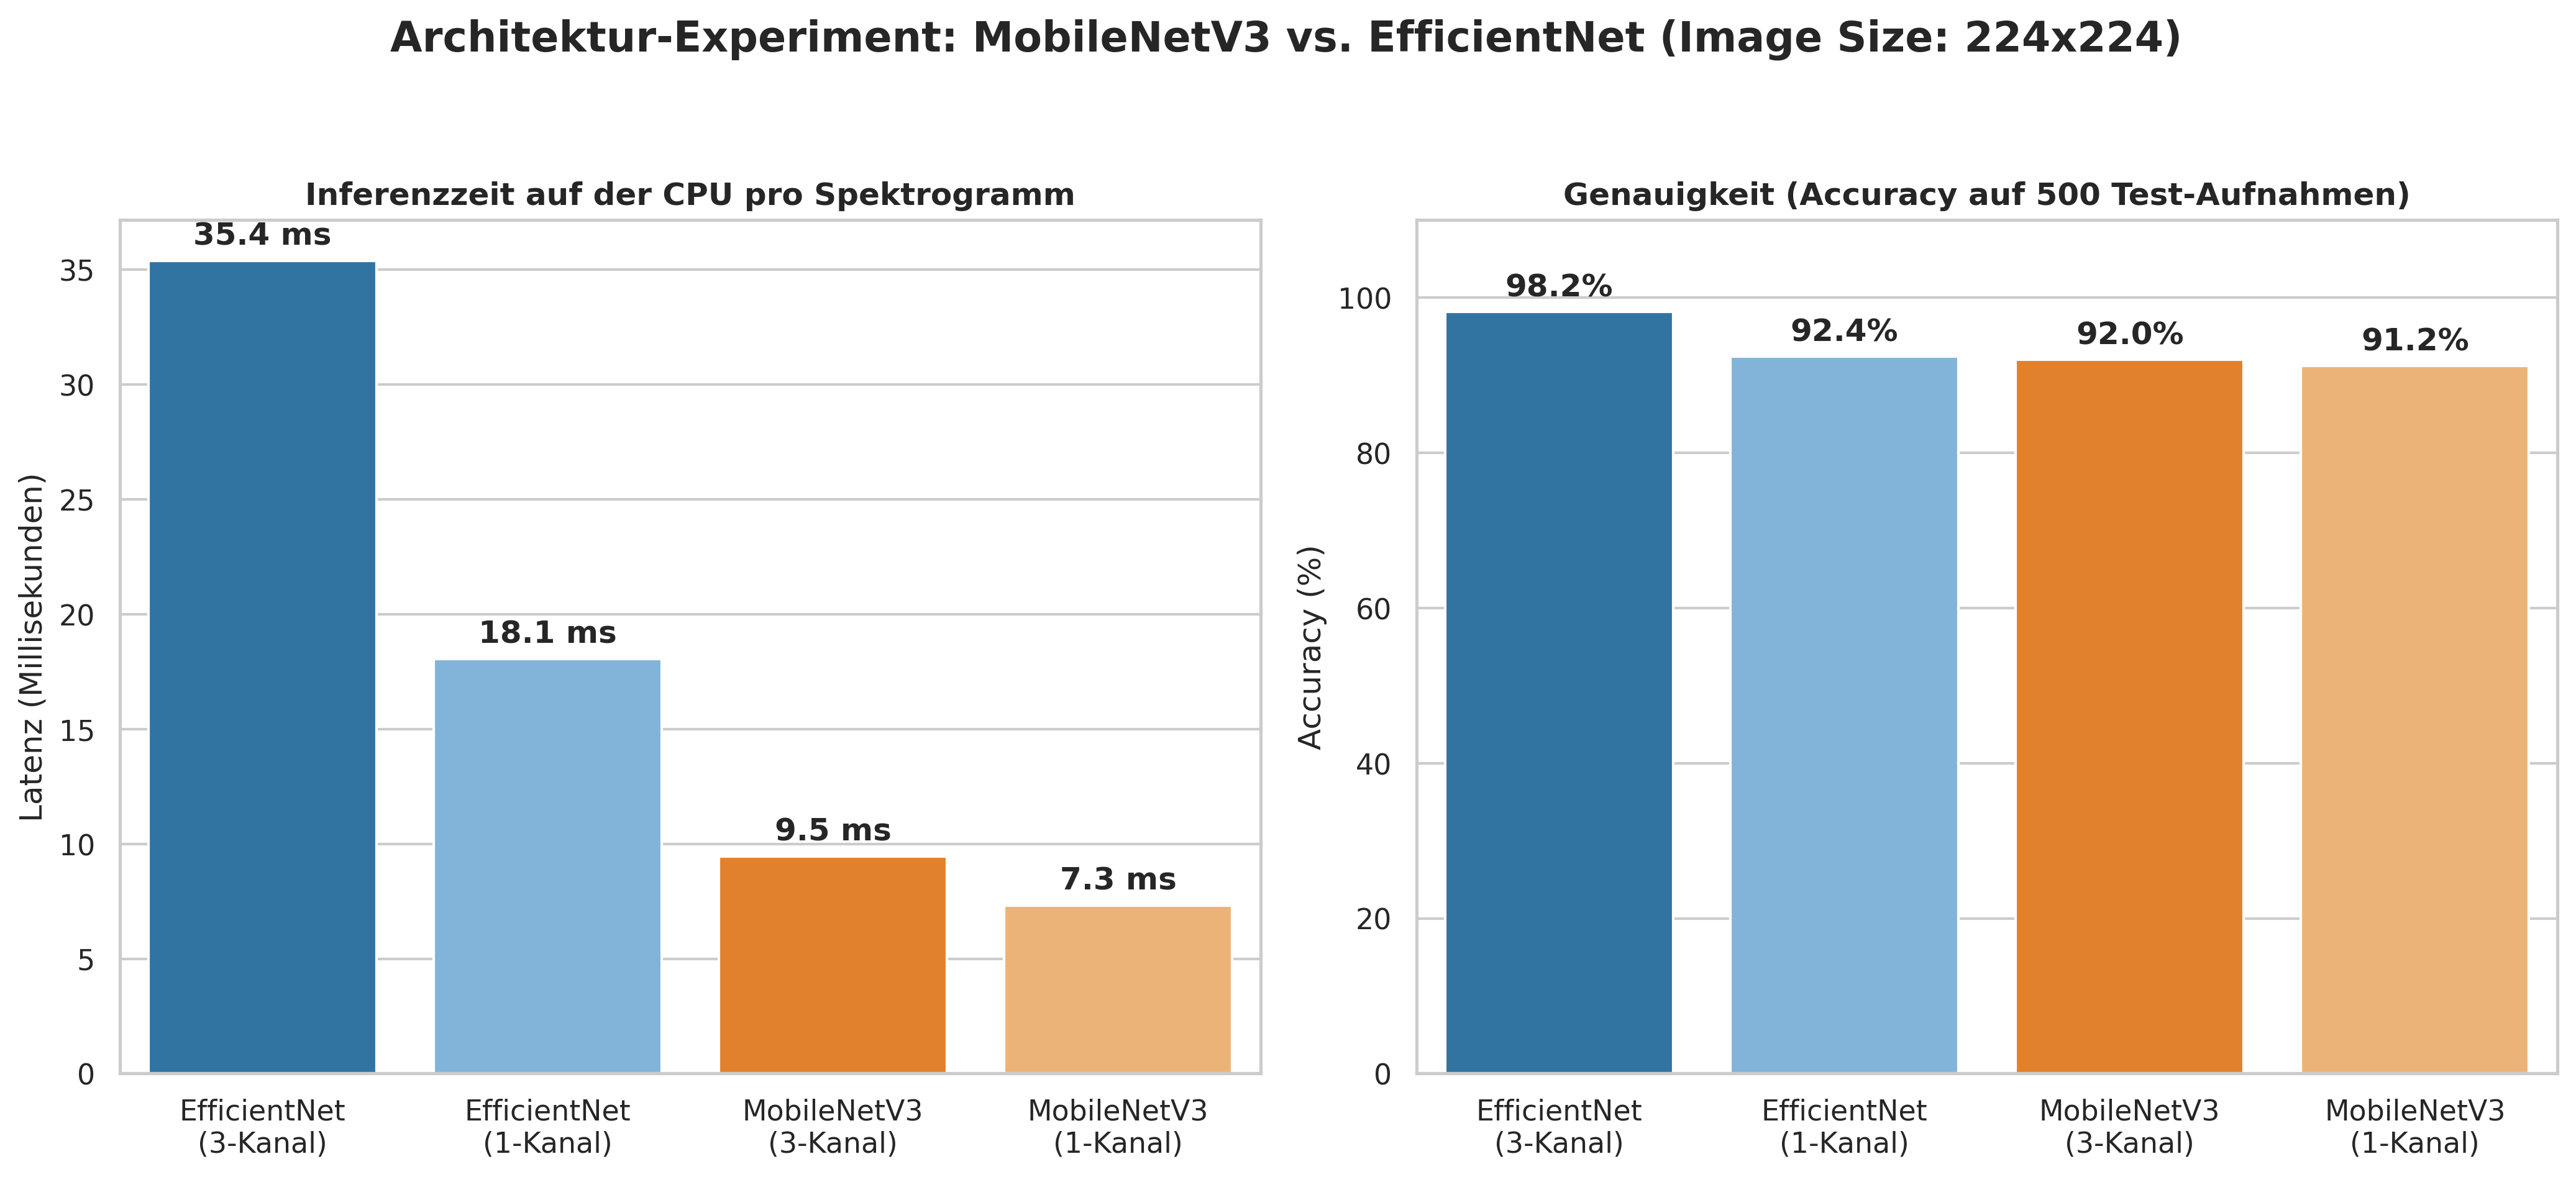 Architektur-Experiment: MobileNetV3 vs. EfficientNet (Image Size: 224x224)
Inferenzzeit auf der CPU pro Spektrogramm
Latenz (Millisekunden)
35
30
25
20
15
10
5
0
35.4 ms
18.1 ms
9.5 ms
7.3 ms
EfficientNet
(3-Kanal)
EfficientNet
(1-Kanal)
MobileNetV3
(3-Kanal)
MobileNetV3
(1-Kanal)
Genauigkeit (Accuracy auf 500 Test-Aufnahmen)
Accuracy (%)
100
80
60
40
20
0
98.2%
92.4%
92.0%
91.2%
EfficientNet
(3-Kanal)
EfficientNet
(1-Kanal)
MobileNetV3
(3-Kanal)
MobileNetV3
(1-Kanal)